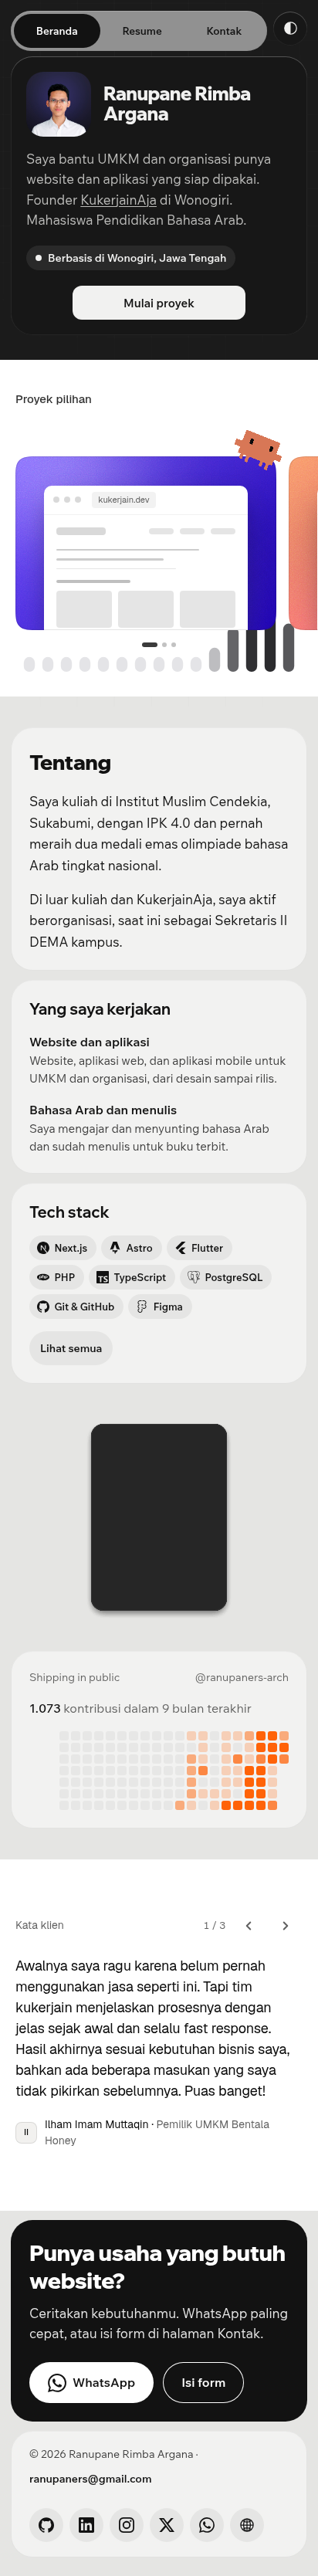 Beranda
Resume
Kontak
Ranupane Rimba
Argana
Saya bantu UMKM dan organisasi punya
website dan aplikasi yang siap dipakai.
Founder KukerjainAja di Wonogiri.
Mahasiswa Pendidikan Bahasa Arab.
Berbasis di Wonogiri, Jawa Tengah
Mulai proyek
Proyek pilihan
kukerjain.dev
Tentang
Saya kuliah di Institut Muslim Cendekia,
Sukabumi, dengan IPK 4.0 dan pernah
meraih dua medali emas olimpiade bahasa
Arab tingkat nasional.
Di luar kuliah dan KukerjainAja, saya aktif
berorganisasi, saat ini sebagai Sekretaris II
DEMA kampus.
Yang saya kerjakan
Website dan aplikasi
Website, aplikasi web, dan aplikasi mobile untuk
UMKM dan organisasi, dari desain sampai rilis.
Bahasa Arab dan menulis
Saya mengajar dan menyunting bahasa Arab
dan sudah menulis untuk buku terbit.
Tech stack
Next.js
Astro
Flutter
PHP
TypeScript
PostgreSQL
Git & GitHub
Figma
Lihat semua
Shipping in public
@ranupaners-arch
1.073 kontribusi dalam 9 bulan terakhir
Kata klien
1 / 3
Awalnya saya ragu karena belum pernah
menggunakan jasa seperti ini. Tapi tim
kukerjain menjelaskan prosesnya dengan
jelas sejak awal dan selalu fast response.
Hasil akhirnya sesuai kebutuhan bisnis saya,
bahkan ada beberapa masukan yang saya
tidak pikirkan sebelumnya. Puas banget!
II
Ilham Imam Muttaqin · Pemilik UMKM Bentala
Honey
Punya usaha yang butuh
website?
Ceritakan kebutuhanmu. WhatsApp paling
cepat, atau isi form di halaman Kontak.
WhatsApp
Isi form
© 2026 Ranupane Rimba Argana ·
ranupaners@gmail.com